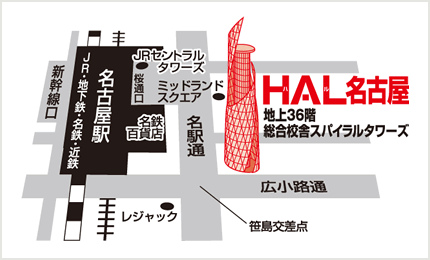 JRセントラル
タワーズ
新幹線口
JR・地下鉄・名鉄・近鉄
名古屋駅
桜通口
ミッドランド
スクエア
HAL名古屋
ハル
地上36階
総合校舎スパイラルタワーズ
名鉄
百貨店
名駅通
広小路通
レジャック
笹島交差点